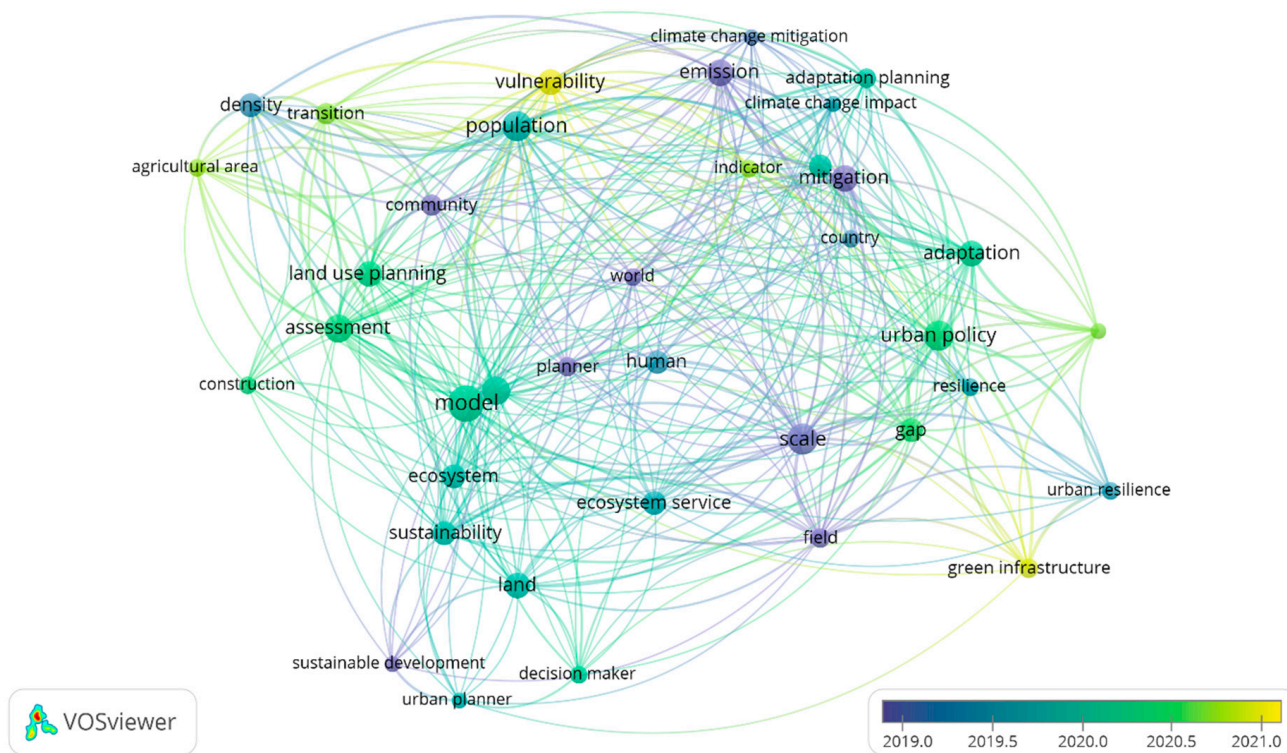 climate change mitigation
emission
adaptation planning
vulnerability
climate change impact
density
transition
population
agricultural area
indicator
mitigation
community
country
adaptation
land use planning
world
assessment
urban policy
planner
human
construction
resilience
model
gap
scale
ecosystem
urban resilience
ecosystem service
sustainability
field
green infrastructure
land
sustainable development
decision maker
urban planner
VOSviewer
2019.0 2019.5 2020.0 2020.5 2021.0